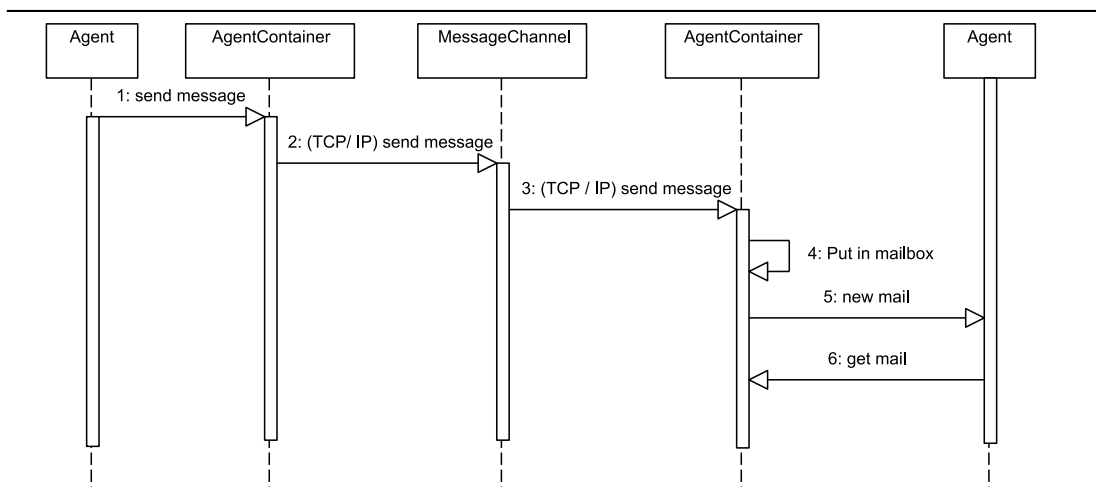 Agent
AgentContainer
MessageChannel
AgentContainer
Agent
1: send message
2: (TCP/ IP) send message
3: (TCP / IP) send message
4: Put in mailbox
5: new mail
6: get mail